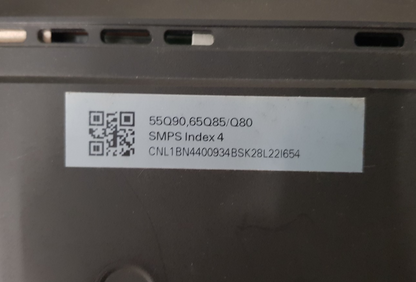 55Q90,65Q85/Q80
SMPS Index 4
CNL1BN4400934BSK28L22I654